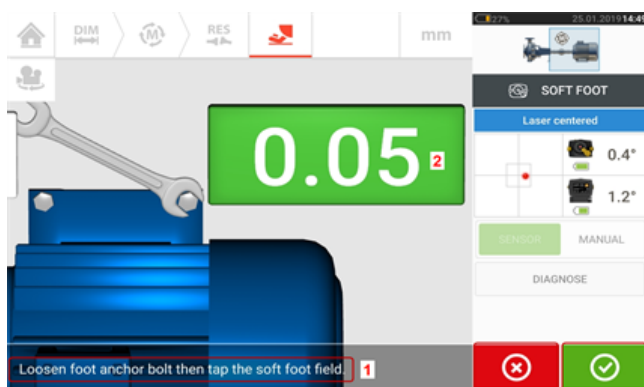 27% 25.01.2019 14:49
DIM M RES mm
SOFT FOOT
Laser centered
0.05 2
0.4°
1.2°
SENSOR MANUAL
DIAGNOSE
Loosen foot anchor bolt then tap the soft foot field. 1